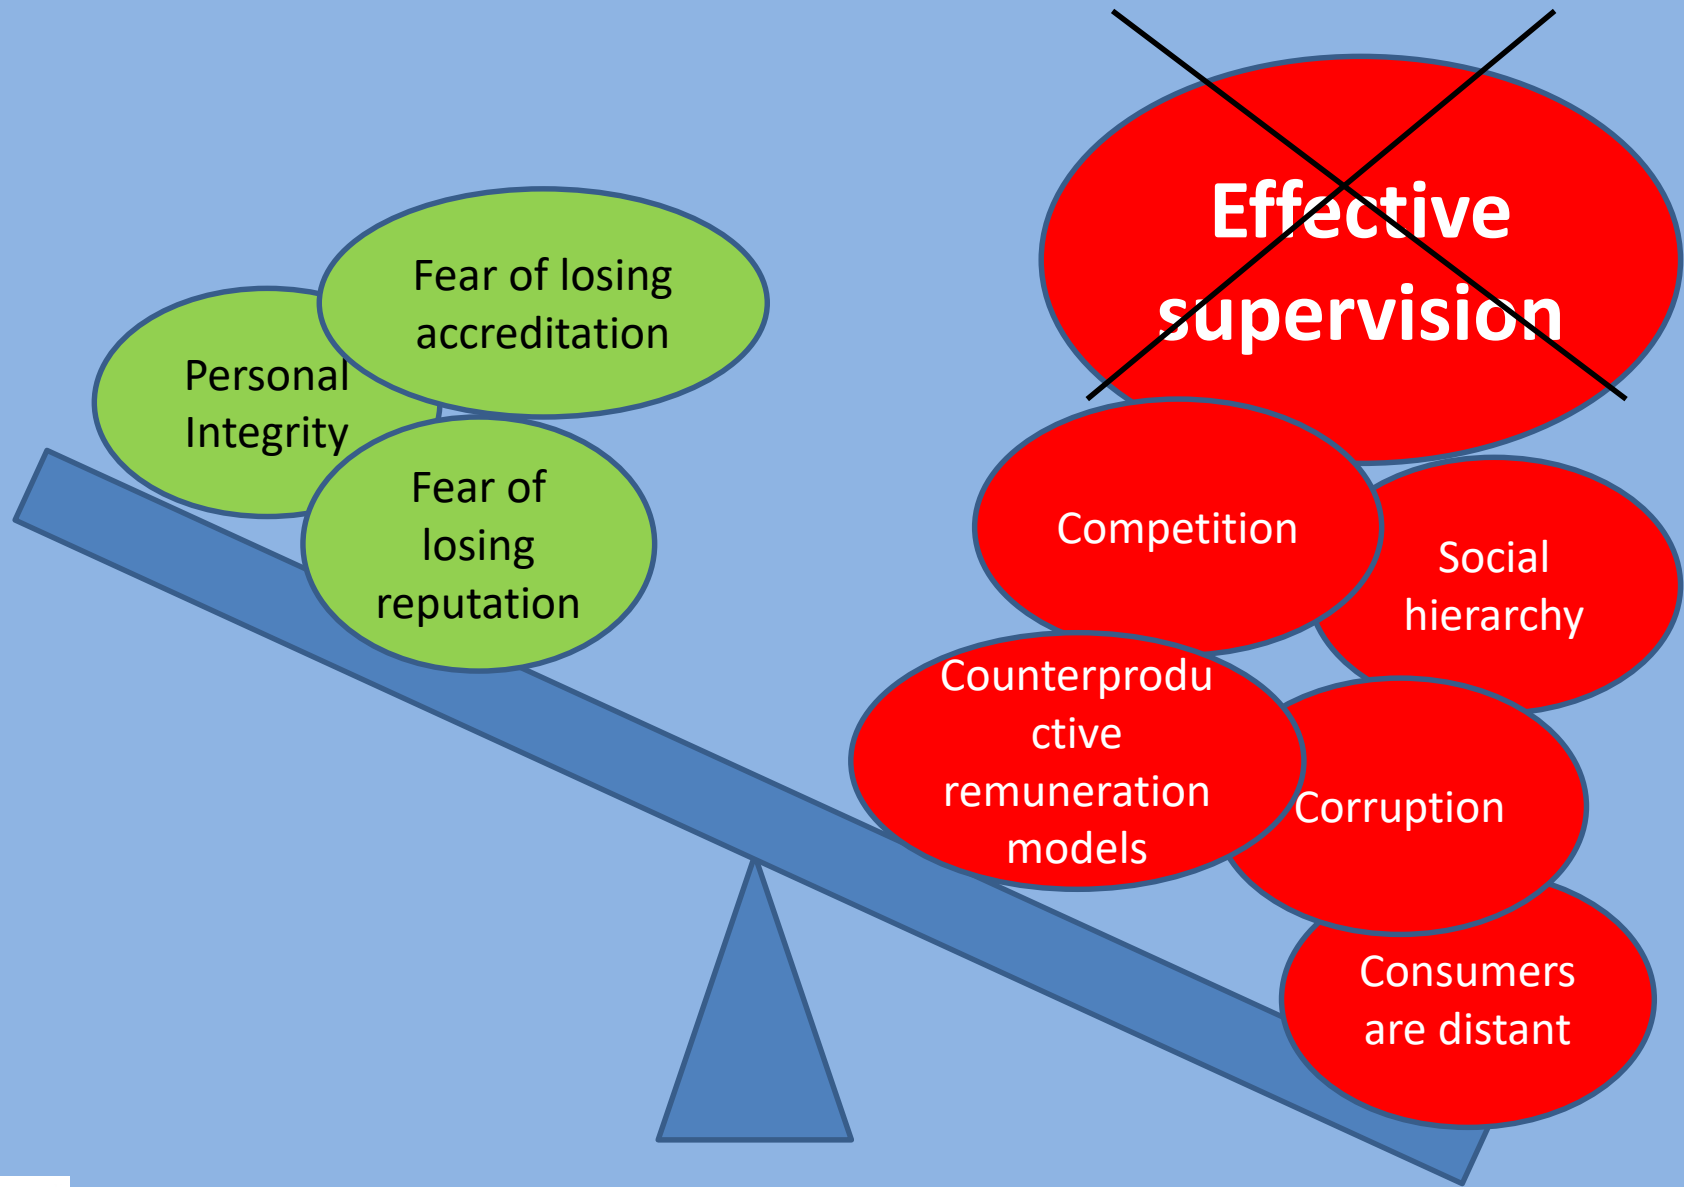 Fear of losing
accreditation
Personal
Integrity
Fear of
losing
reputation
Effective
supervision
Competition
Social
hierarchy
Counterprodu
ctive
remuneration
models
Corruption
Consumers
are distant